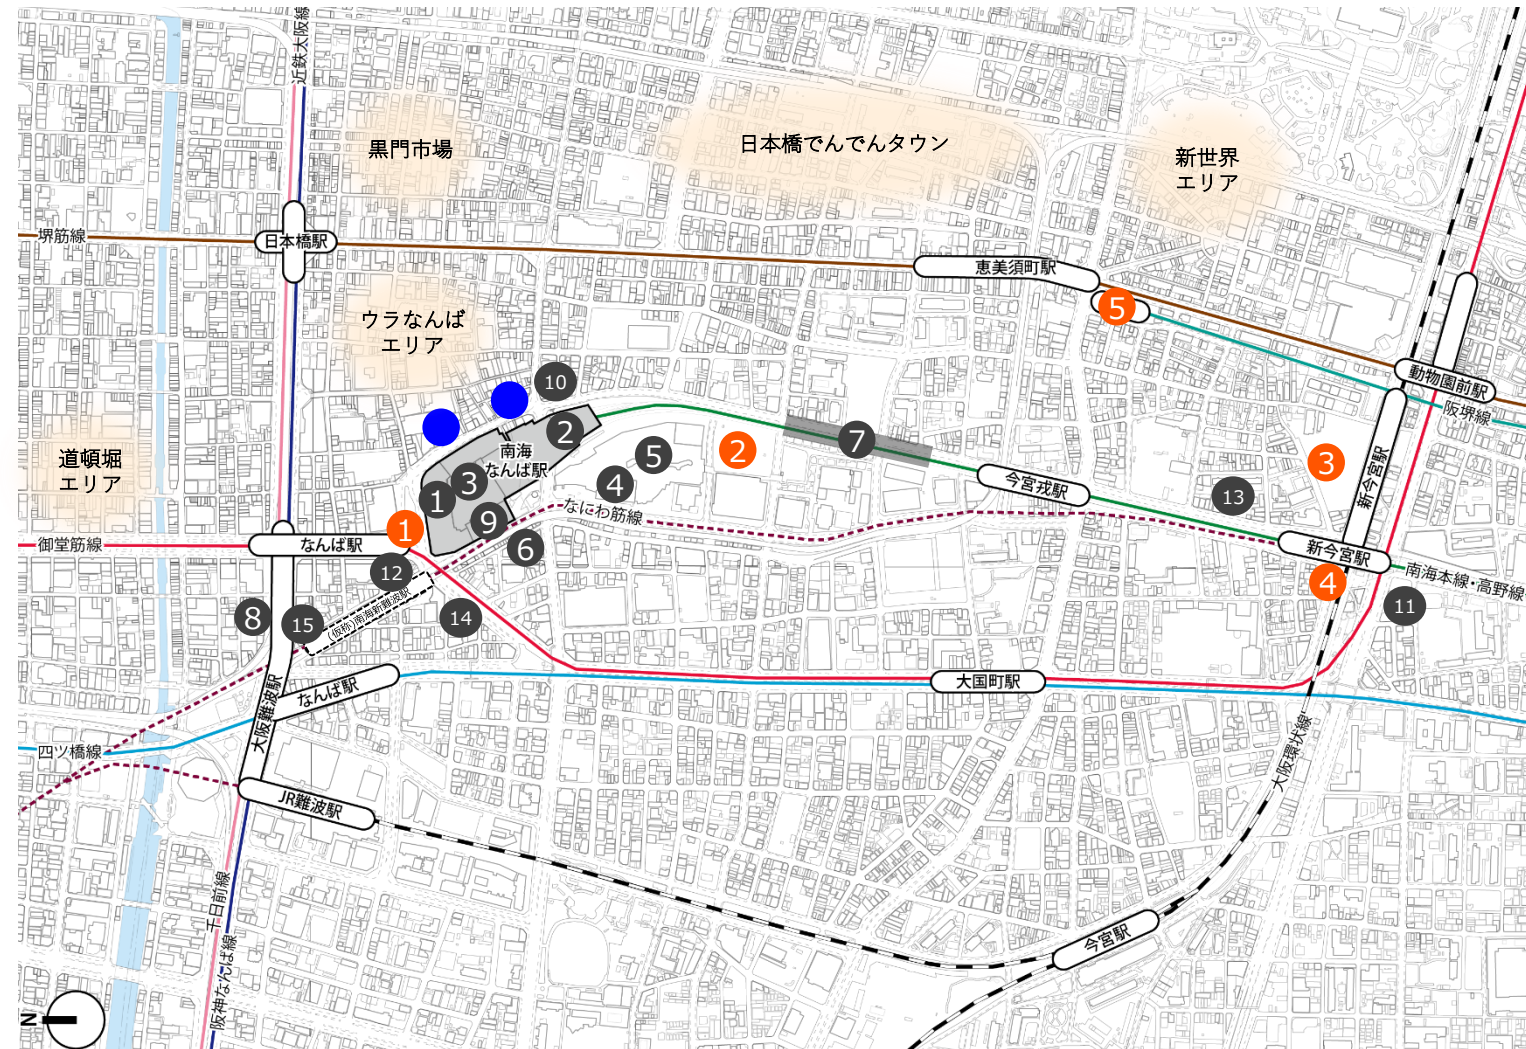 近鉄大阪線
黒門市場
日本橋でんでんタウン
新世界
エリア
堺筋線
日本橋駅
恵美須町駅
5
ウラなんば
エリア
動物園前駅
阪堺線
10
2
南海
なんば駅
道頓堀
エリア
5
2
7
3
新今宮駅
1
3
4
今宮戎駅
13
9
なにわ筋線
1
6
御堂筋線
なんば駅
新今宮駅
南海本線・高野線
12
4
(仮称)南海新難波駅
11
8
15
14
なんば駅
大国町駅
大阪難波駅
四ツ橋線
大阪環状線
JR難波駅
千日前線
今宮駅
阪神なんば線
N